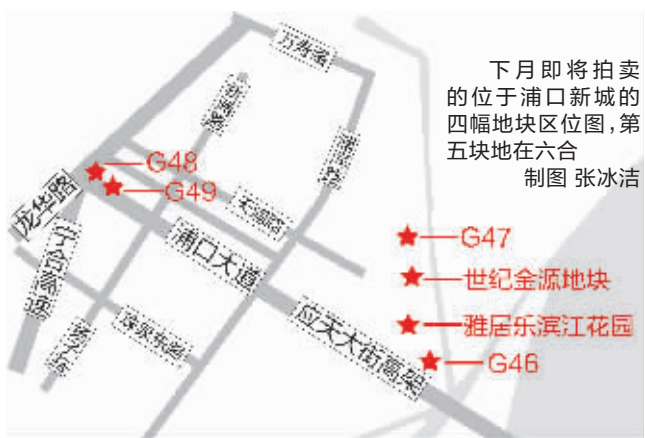 下月即将拍卖
的位于浦口新城的
四幅地块区位图,第
五块地在六合
制图 张冰洁
万寿路
G48
G49
龙华路
宁合高速
浦口大道
应天大街高架
G47
世纪金源地块
雅居乐滨江花园
G46